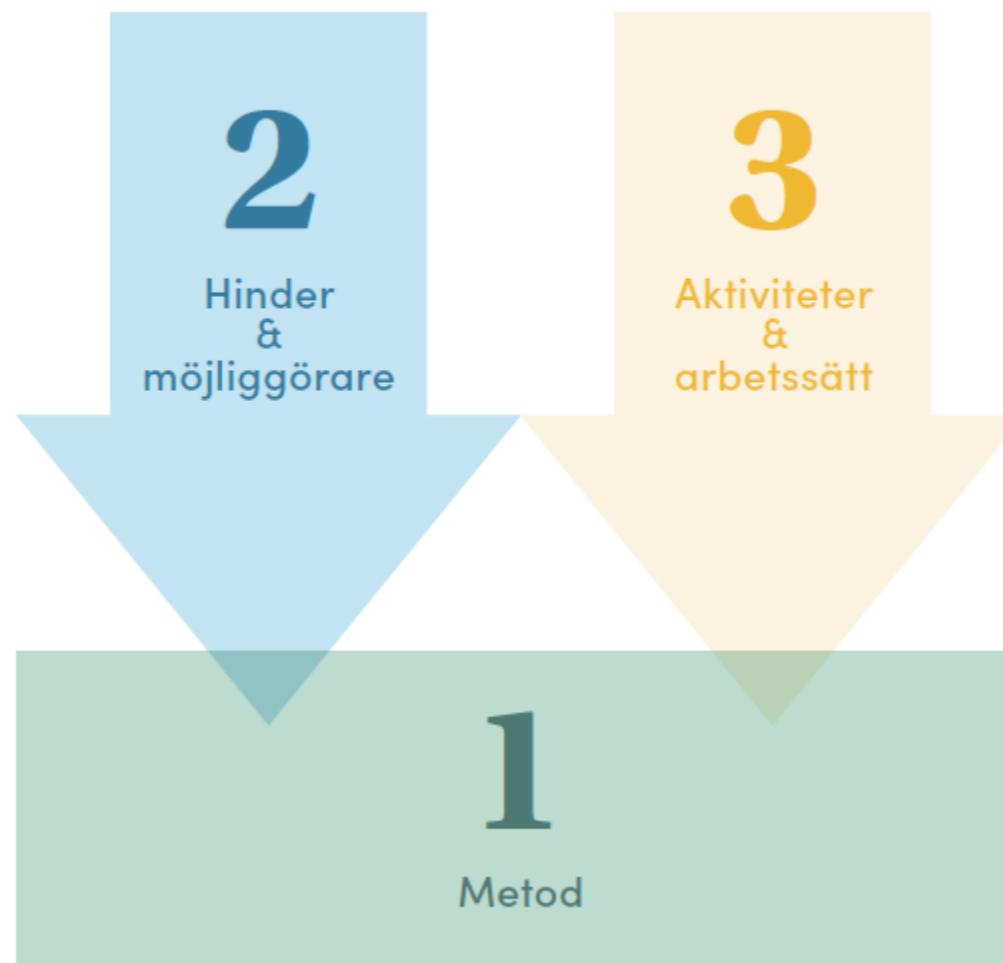 2
Hinder
&
möjliggörare
3
Aktiviteter
&
arbetssätt
1
Metod